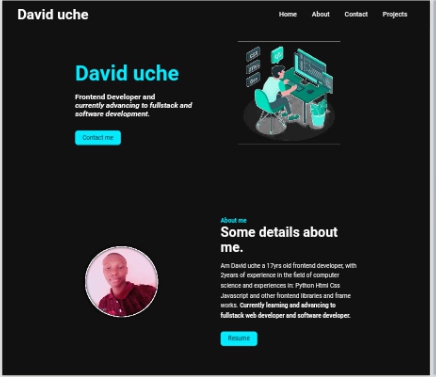 David uche
Home About Contact Projects
David uche
Frontend Developer and
currently advancing to fullstack and
software development.
Contact me
About me
Some details about
me.
Am David uche a 17yrs old frontend developer, with
2years of experience in the field of computer
science and experiences in: Python Html Css
Javascript and other frontend libraries and frame
works. Currently learning and advancing to
fullstack web developer and software developer.
Resume